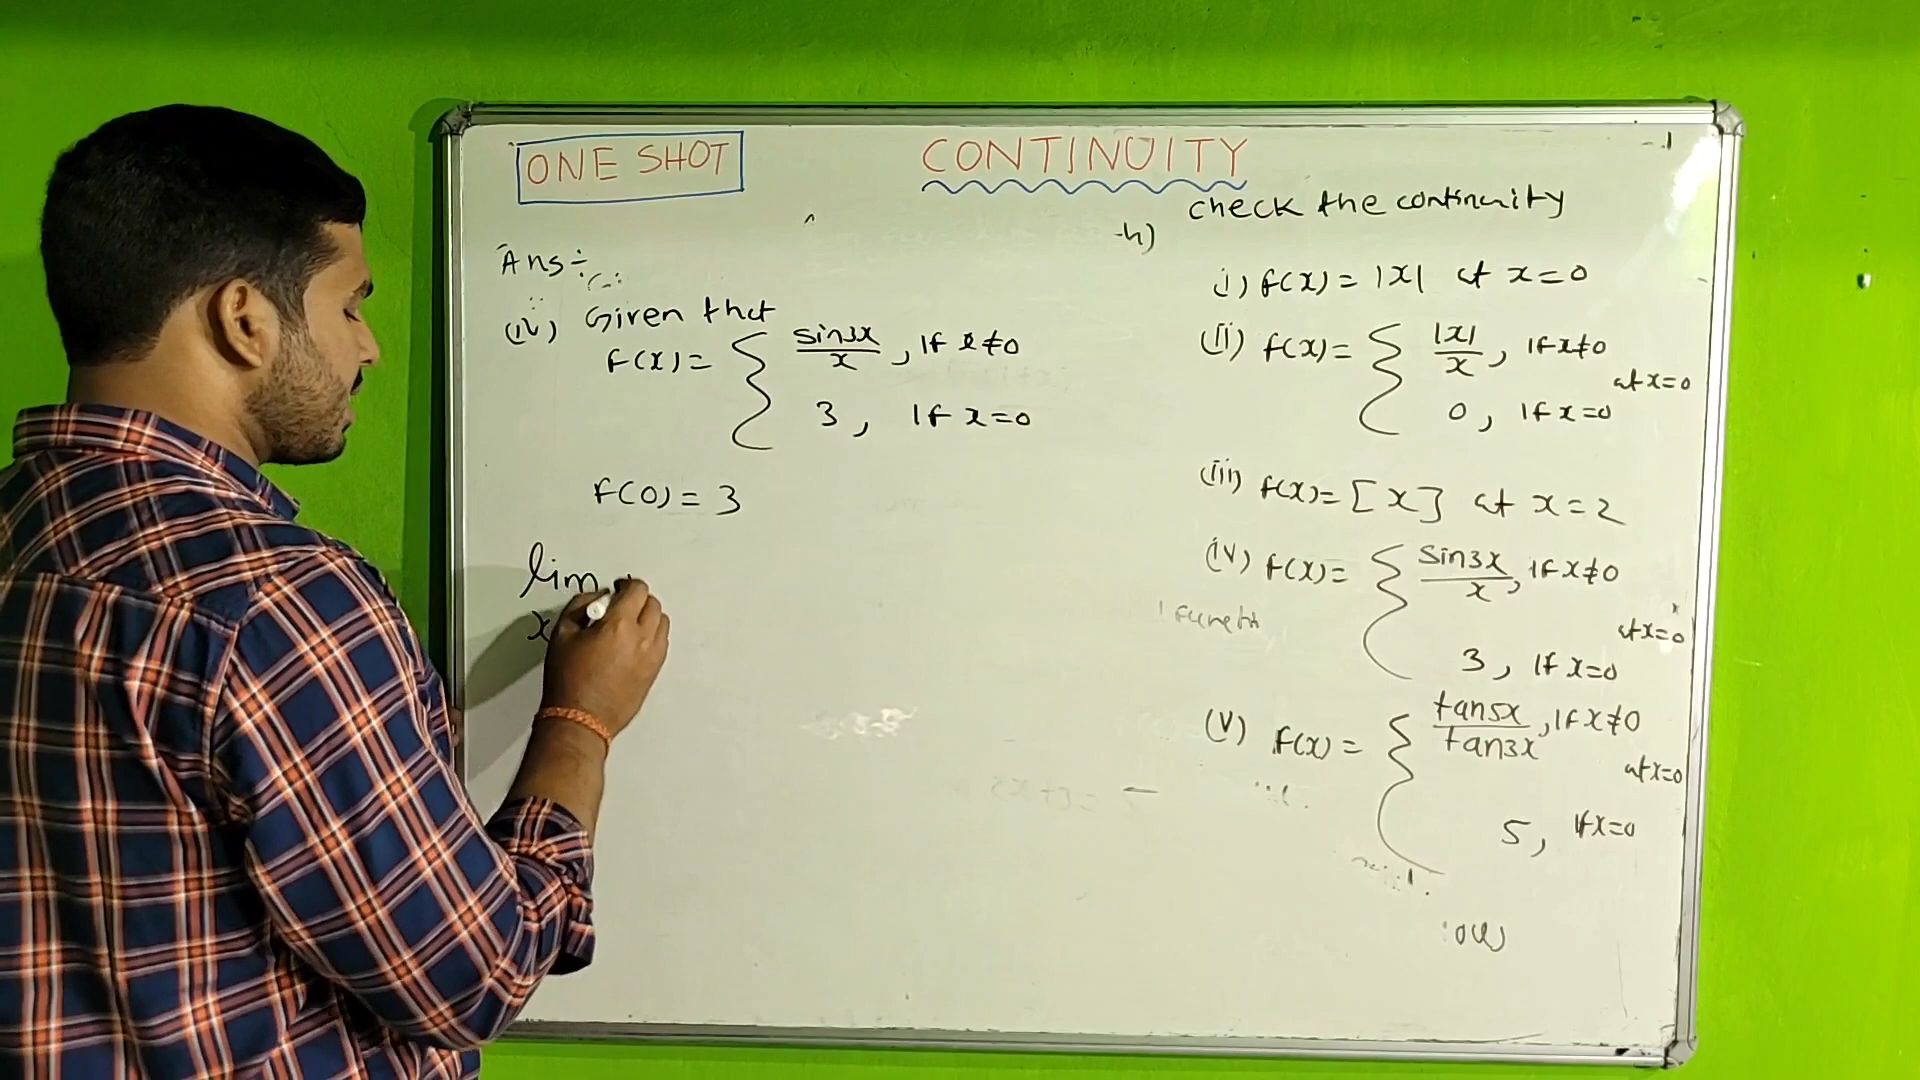 ONE SHOT
CONTINUITY
Ans ÷
(iv) Given that
f(x) = { sin3x/x , If x≠0
3 , If x=0
f(0) = 3
lim
x
check the continuity
i) f(x) = |x| at x=0
(ii) f(x) = { |x|/x , If x≠0
at x=0
0 , If x=0
(iii) f(x) = [x] at x=2
(iv) f(x) = { sin3x/x , If x≠0
at x=0
3 , If x=0
(v) f(x) = { tan5x/tan3x , If x≠0
at x=0
5 , If x=0